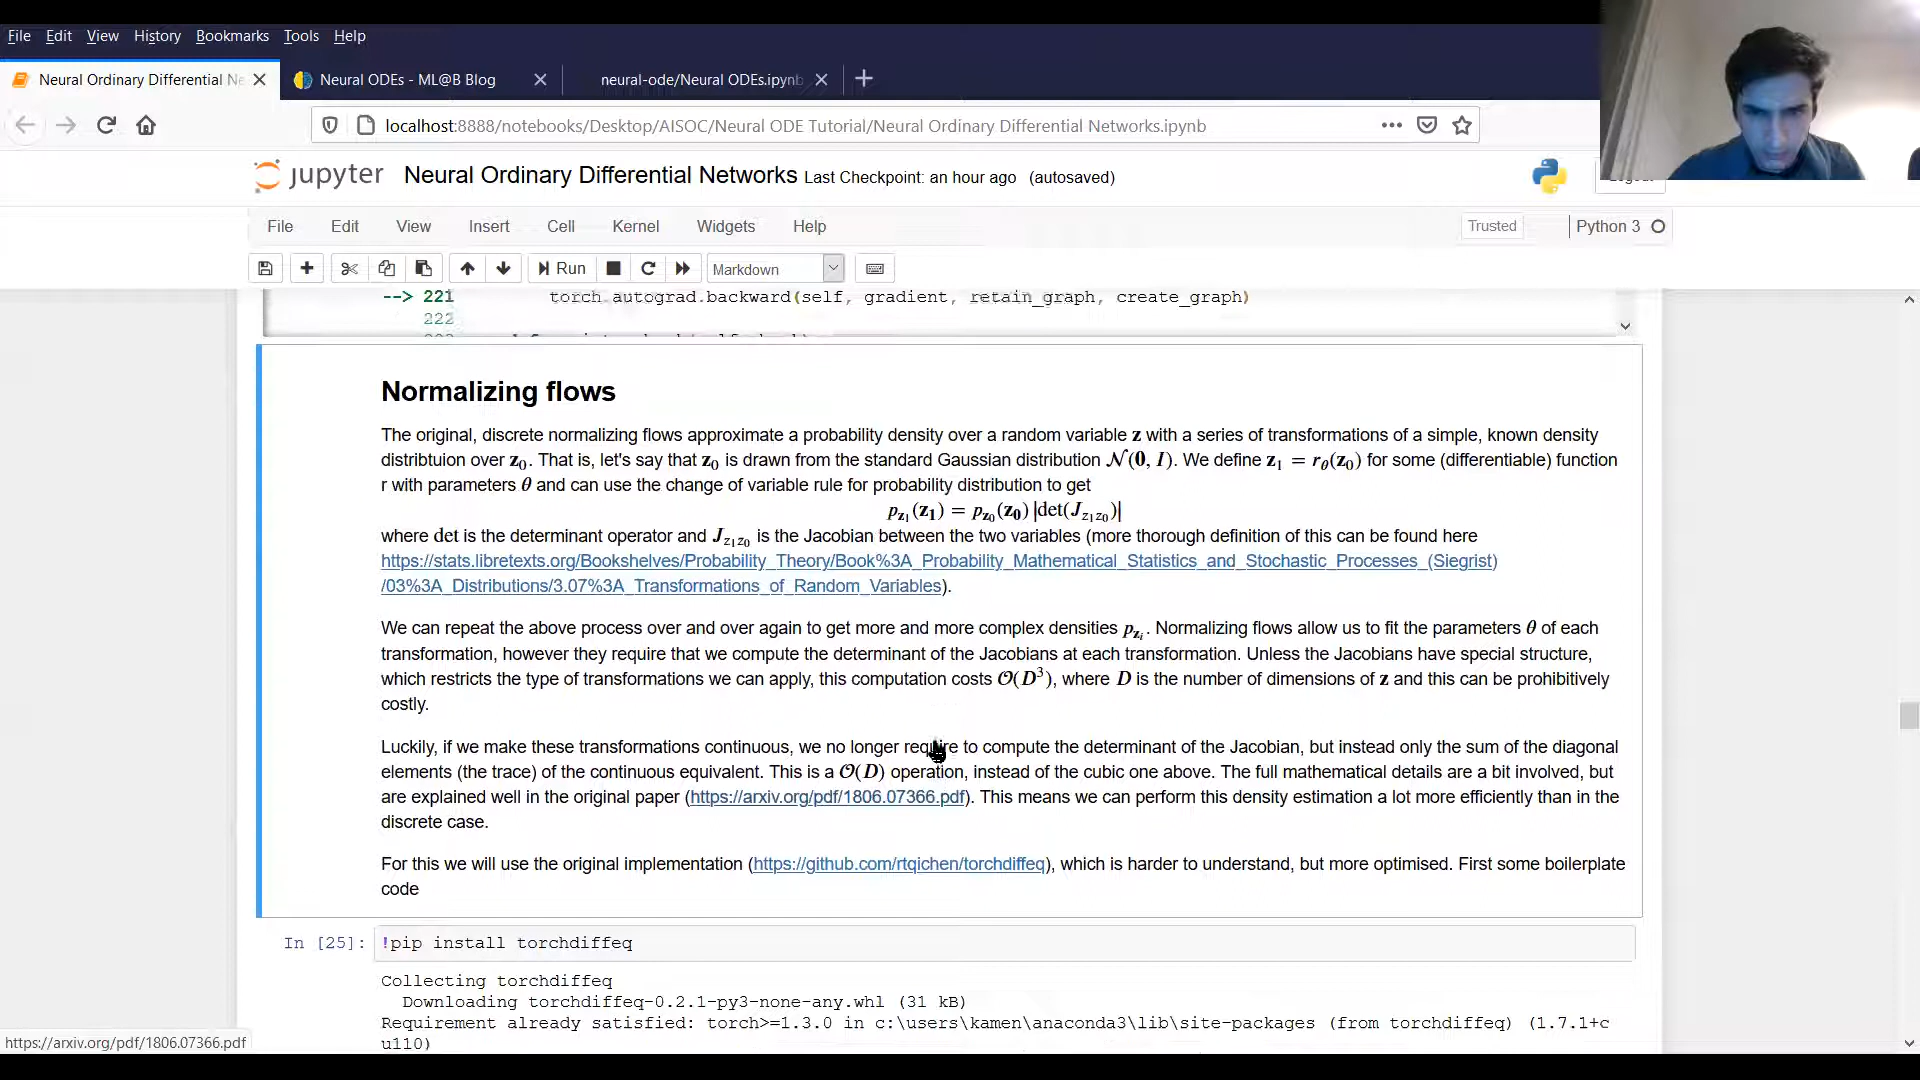 File Edit View History Bookmarks Tools Help
Neural Ordinary Differential Ne
Neural ODEs - ML@B Blog
neural-ode/Neural ODEs.ipynb
localhost:8888/notebooks/Desktop/AISOC/Neural ODE Tutorial/Neural Ordinary Differential Networks.ipynb
jupyter Neural Ordinary Differential Networks Last Checkpoint: an hour ago (autosaved)
File Edit View Insert Cell Kernel Widgets Help Trusted Python 3
Run Markdown
--> 221 torch.autograd.backward(self, gradient, retain_graph, create_graph)
222
Normalizing flows
The original, discrete normalizing flows approximate a probability density over a random variable z with a series of transformations of a simple, known density
distribtuion over z₀. That is, let's say that z₀ is drawn from the standard Gaussian distribution 𝒩(0, I). We define z₁ = r_θ(z₀) for some (differentiable) function
r with parameters θ and can use the change of variable rule for probability distribution to get
p_z₁(z₁) = p_z₀(z₀) |det(J_z₁z₀)|
where det is the determinant operator and J_z₁z₀ is the Jacobian between the two variables (more thorough definition of this can be found here
https://stats.libretexts.org/Bookshelves/Probability_Theory/Book%3A_Probability_Mathematical_Statistics_and_Stochastic_Processes_(Siegrist)
/03%3A_Distributions/3.07%3A_Transformations_of_Random_Variables).
We can repeat the above process over and over again to get more and more complex densities p_zᵢ. Normalizing flows allow us to fit the parameters θ of each
transformation, however they require that we compute the determinant of the Jacobians at each transformation. Unless the Jacobians have special structure,
which restricts the type of transformations we can apply, this computation costs 𝒪(D³), where D is the number of dimensions of z and this can be prohibitively
costly.
Luckily, if we make these transformations continuous, we no longer require to compute the determinant of the Jacobian, but instead only the sum of the diagonal
elements (the trace) of the continuous equivalent. This is a 𝒪(D) operation, instead of the cubic one above. The full mathematical details are a bit involved, but
are explained well in the original paper (https://arxiv.org/pdf/1806.07366.pdf). This means we can perform this density estimation a lot more efficiently than in the
discrete case.
For this we will use the original implementation (https://github.com/rtqichen/torchdiffeq), which is harder to understand, but more optimised. First some boilerplate
code
In [25]: !pip install torchdiffeq
Collecting torchdiffeq
Downloading torchdiffeq-0.2.1-py3-none-any.whl (31 kB)
Requirement already satisfied: torch>=1.3.0 in c:\users\kamen\anaconda3\lib\site-packages (from torchdiffeq) (1.7.1+c
u110)
https://arxiv.org/pdf/1806.07366.pdf